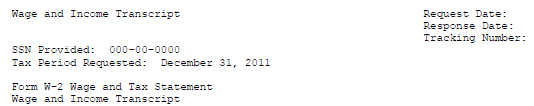 Wage and Income Transcript Request Date:
Response Date:
Tracking Number:
SSN Provided: 000-00-0000
Tax Period Requested: December 31, 2011
Form W-2 Wage and Tax Statement
Wage and Income Transcript